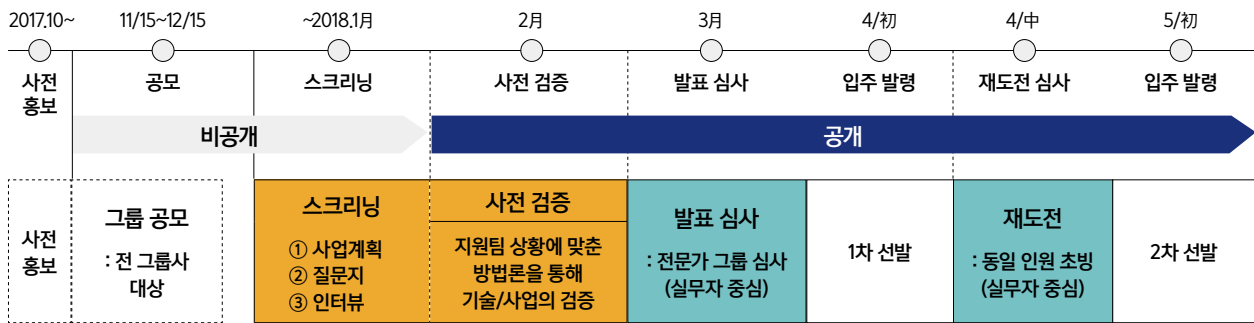 2017.10~ 11/15~12/15 ~2018.1月 2月 3月 4/初 4/中 5/初
사전 홍보
공모
스크리닝
사전 검증
발표 심사
입주 발령
재도전 심사
입주 발령
비공개
공개
사전
홍보
그룹 공모
: 전 그룹사
대상
스크리닝
① 사업계획
② 질문지
③ 인터뷰
사전 검증
지원팀 상황에 맞춘
방법론을 통해
기술/사업의 검증
발표 심사
: 전문가 그룹 심사
(실무자 중심)
1차 선발
재도전
: 동일 인원 초빙
(실무자 중심)
2차 선발